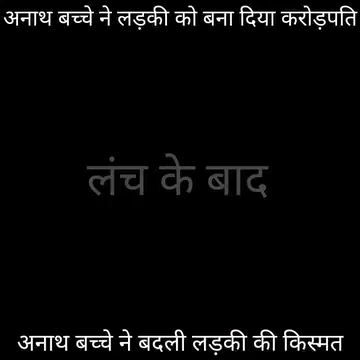 अनाथ बच्चे ने लड़की को बना दिया करोड़पति
लंच के बाद
अनाथ बच्चे ने बदली लड़की की किस्मत